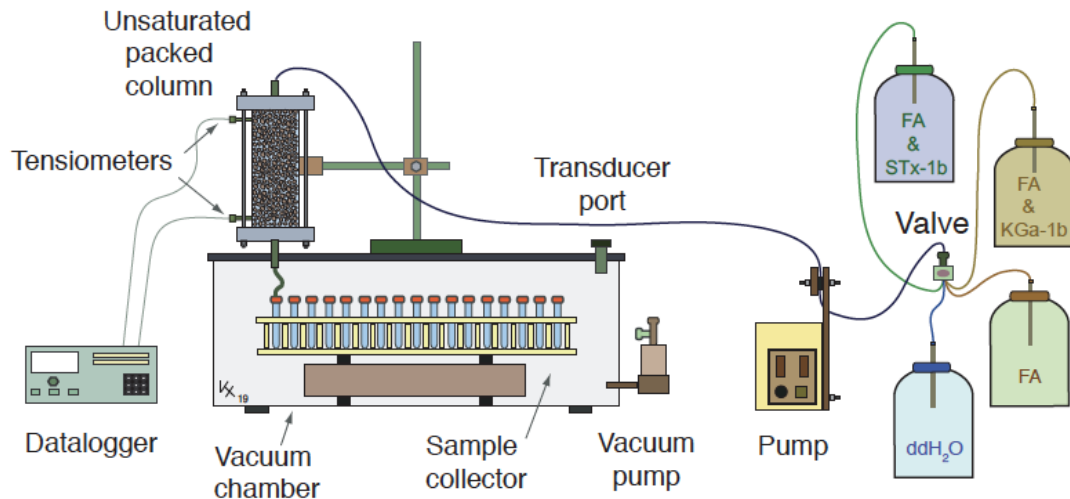 Unsaturated
packed
column
Tensiometers
Transducer
port
FA
&
STx-1b
FA
&
KGa-1b
Valve
FA
ddH₂O
19
Datalogger
Vacuum
chamber
Sample
collector
Vacuum
pump
Pump